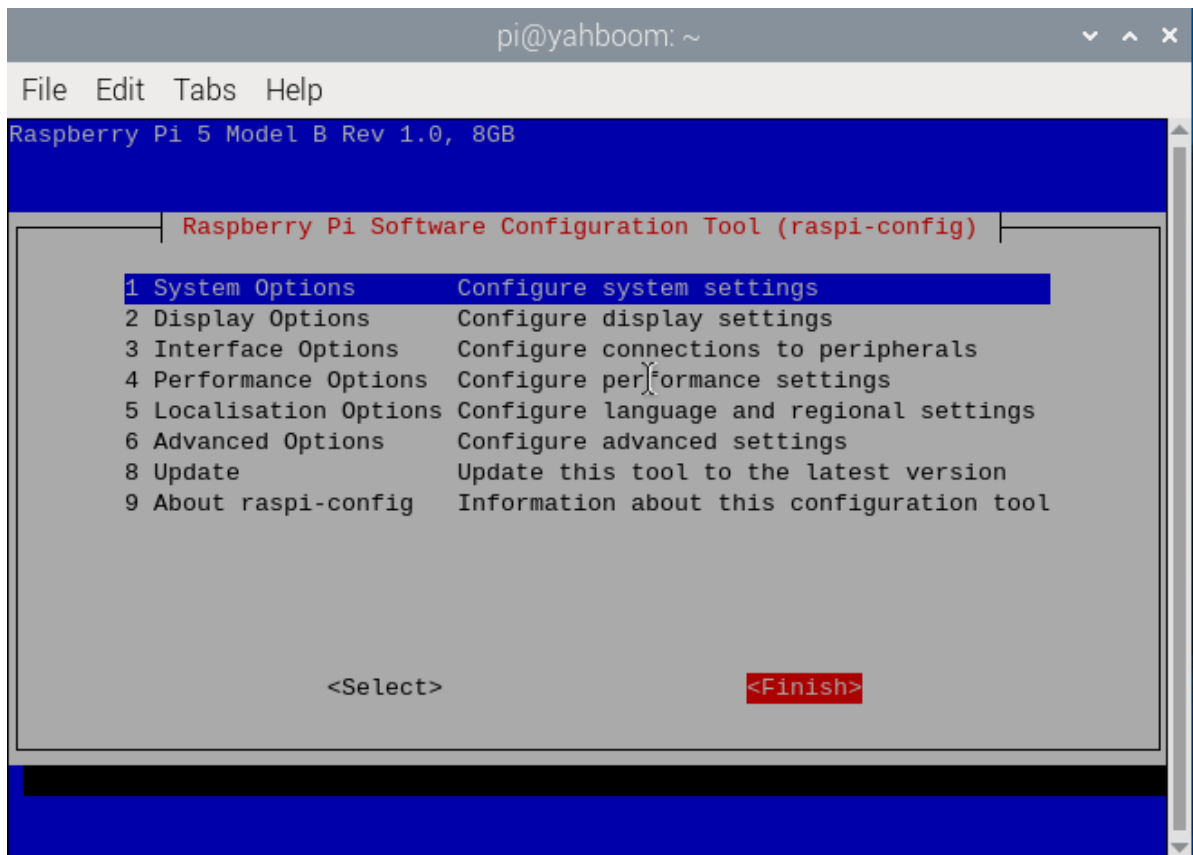 pi@yahboom: ~
File Edit Tabs Help
Raspberry Pi 5 Model B Rev 1.0, 8GB
Raspberry Pi Software Configuration Tool (raspi-config)
1 System Options Configure system settings
2 Display Options Configure display settings
3 Interface Options Configure connections to peripherals
4 Performance Options Configure performance settings
5 Localisation Options Configure language and regional settings
6 Advanced Options Configure advanced settings
8 Update Update this tool to the latest version
9 About raspi-config Information about this configuration tool
<Select> <Finish>